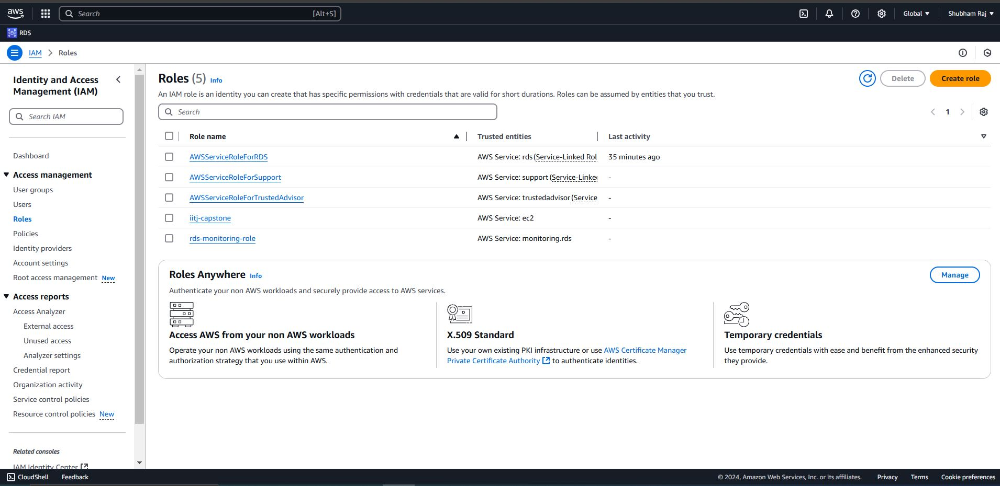 aws
Search [Alt+S]
Global
Shubham Raj
RDS
IAM
Roles
Identity and Access
Management (IAM)
Search IAM
Dashboard
Access management
User groups
Users
Roles
Policies
Identity providers
Account settings
Root access management New
Access reports
Access Analyzer
External access
Unused access
Analyzer settings
Credential report
Organization activity
Service control policies
Resource control policies New
Related consoles
IAM Identity Center
Roles (5) Info
Delete
Create role
An IAM role is an identity you can create that has specific permissions with credentials that are valid for short durations. Roles can be assumed by entities that you trust.
Search
1
Role name Trusted entities Last activity
AWSServiceRoleForRDS AWS Service: rds (Service-Linked Rol 35 minutes ago
AWSServiceRoleForSupport AWS Service: support (Service-Linked -
AWSServiceRoleForTrustedAdvisor AWS Service: trustedadvisor (Service -
iitj-capstone AWS Service: ec2 -
rds-monitoring-role AWS Service: monitoring.rds -
Roles Anywhere Info
Manage
Authenticate your non AWS workloads and securely provide access to AWS services.
Access AWS from your non AWS workloads
Operate your non AWS workloads using the same authentication and
authorization strategy that you use within AWS.
X.509 Standard
Use your own existing PKI infrastructure or use AWS Certificate Manager
Private Certificate Authority to authenticate identities.
Temporary credentials
Use temporary credentials with ease and benefit from the enhanced security
they provide.
CloudShell Feedback
© 2024, Amazon Web Services, Inc. or its affiliates. Privacy Terms Cookie preferences